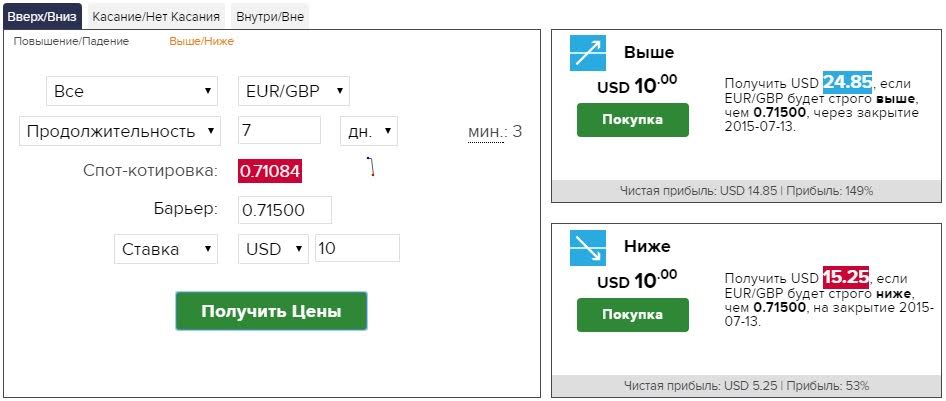 Вверх/Вниз Касание/Нет Касания Внутри/Вне
Повышение/Падение Выше/Ниже
Все EUR/GBP
Продолжительность 7 дн. мин.: 3
Спот-котировка: 0.71084
Барьер: 0.71500
Ставка USD 10
Получить Цены
Выше
USD 10.00
Покупка
Получить USD 24.85, если
EUR/GBP будет строго выше,
чем 0.71500, через закрытие
2015-07-13.
Чистая прибыль: USD 14.85 | Прибыль: 149%
Ниже
USD 10.00
Покупка
Получить USD 15.25, если
EUR/GBP будет строго ниже,
чем 0.71500, на закрытие 2015-
07-13.
Чистая прибыль: USD 5.25 | Прибыль: 53%